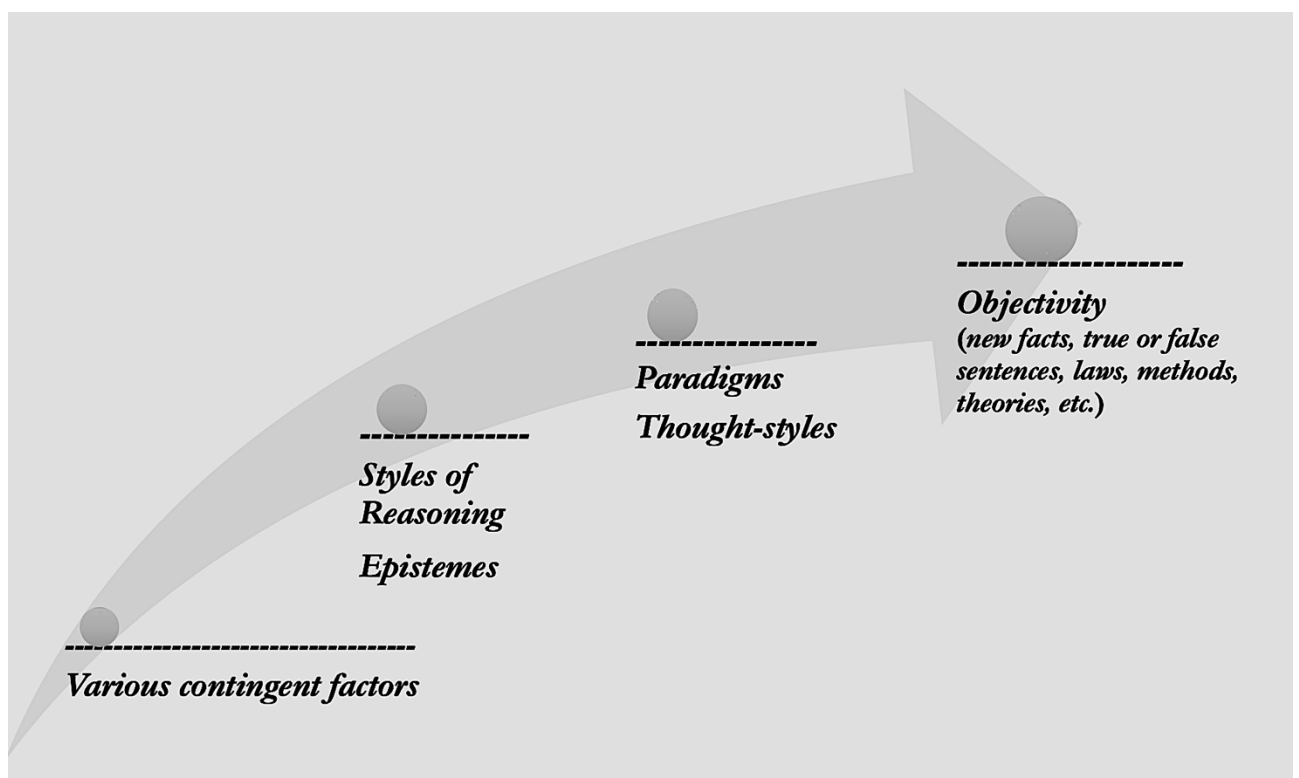 Objectivity
(new facts, true or false
sentences, laws, methods,
theories, etc.)
Paradigms
Thought-styles
Styles of
Reasoning
Epistemes
Various contingent factors